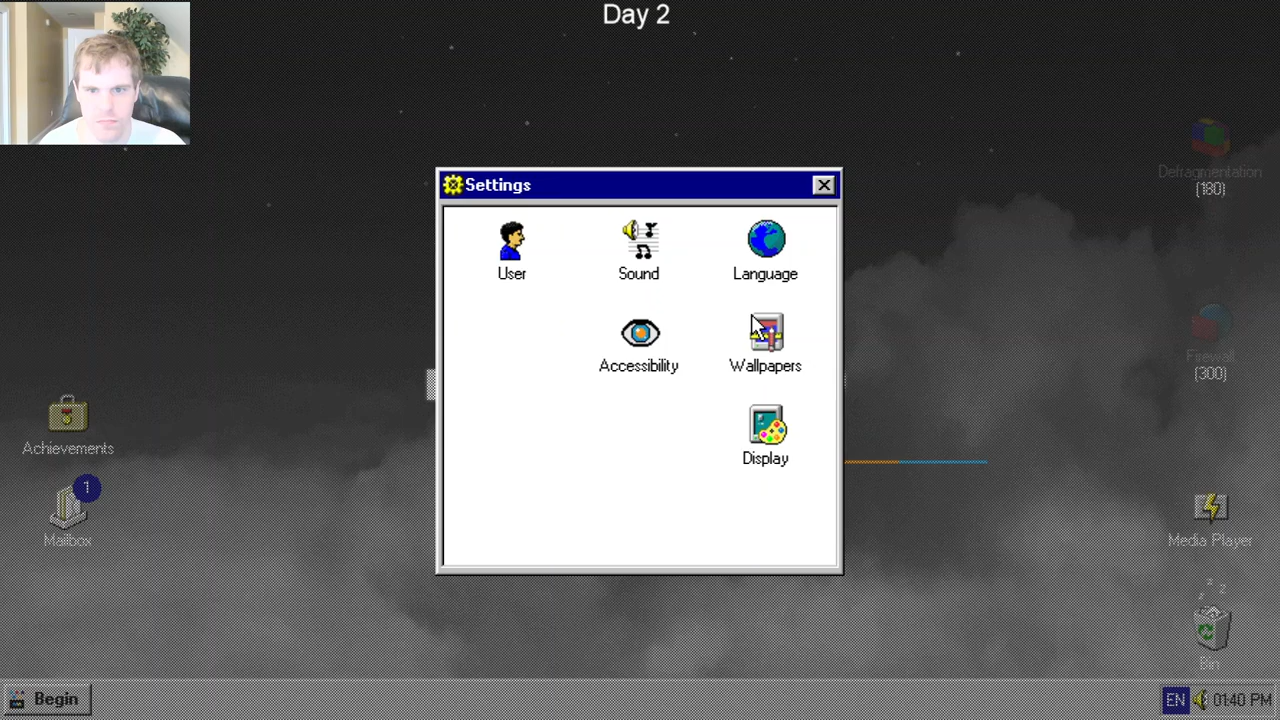 Day 2
Settings
User
Sound
Language
Accessibility
Wallpapers
Display
Defragmentation
(180)
Firewall
(300)
Achievements
1
Mailbox
Media Player
Bin
Begin
EN
01:40 PM